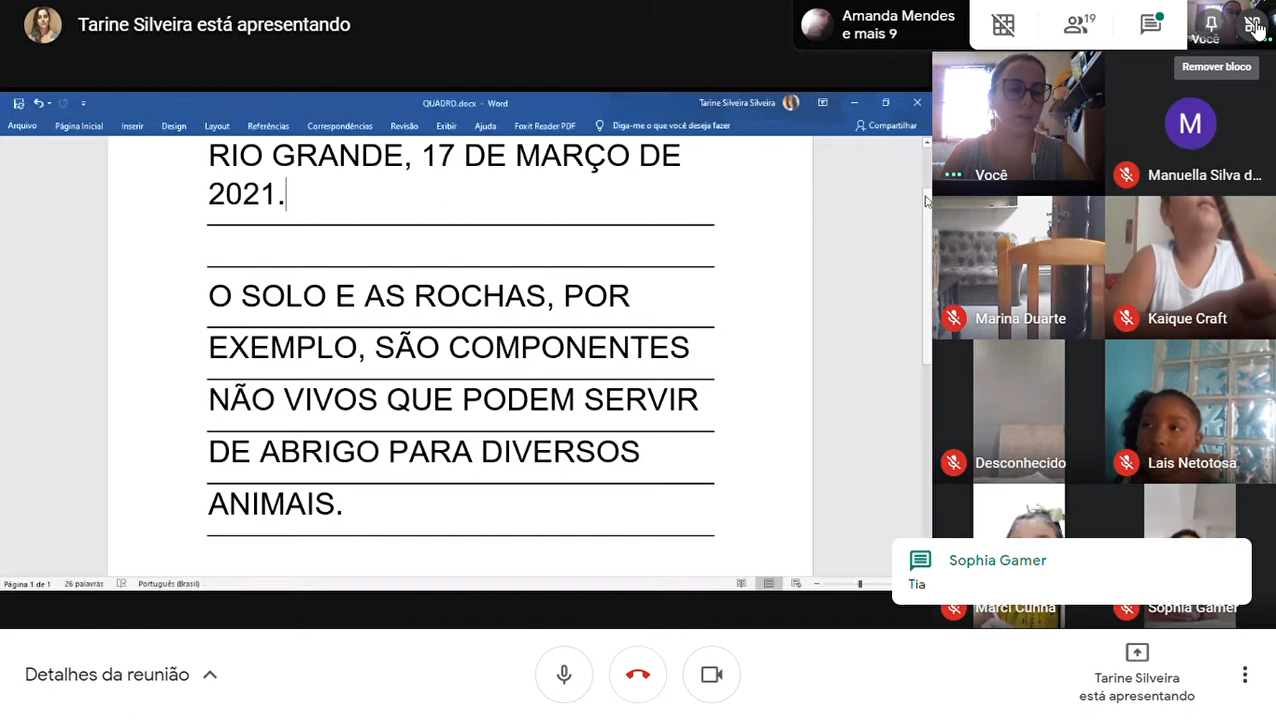 Tarine Silveira está apresentando
Amanda Mendes
e mais 9
19
Você
Remover bloco
QUADRO.docx - Word
Tarine Silveira Silveira
Arquivo
Página Inicial
Inserir
Design
Layout
Referências
Correspondências
Revisão
Exibir
Ajuda
Foxit Reader PDF
Diga-me o que você deseja fazer
Compartilhar
RIO GRANDE, 17 DE MARÇO DE
2021.
O SOLO E AS ROCHAS, POR
EXEMPLO, SÃO COMPONENTES
NÃO VIVOS QUE PODEM SERVIR
DE ABRIGO PARA DIVERSOS
ANIMAIS.
Página 1 de 1
26 palavras
Português (Brasil)
Você
M
Manuella Silva d...
Marina Duarte
Kaique Craft
Desconhecido
Lais Netotosa
Sophia Gamer
Tia
Marci Cunha
Sophia Gamer
Detalhes da reunião
Tarine Silveira
está apresentando